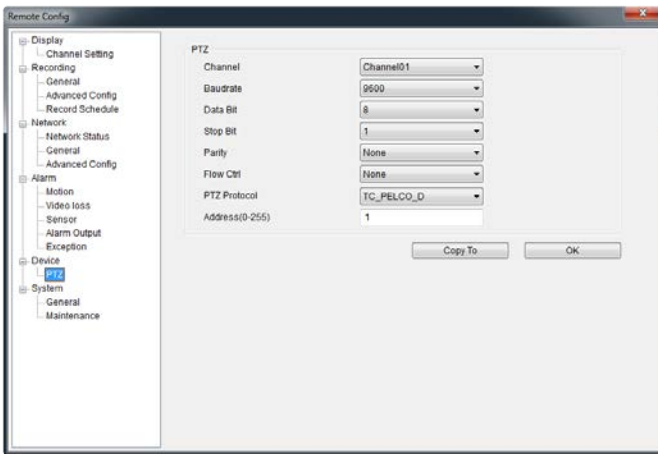 Remote Config
Display
Channel Setting
Recording
General
Advanced Config
Record Schedule
Network
Network Status
General
Advanced Config
Alarm
Motion
Video loss
Sensor
Alarm Output
Exception
Device
PTZ
System
General
Maintenance
PTZ
Channel Channel01
Baudrate 9600
Data Bit 8
Stop Bit 1
Parity None
Flow Ctrl None
PTZ Protocol TC_PELCO_D
Address(0-255) 1
Copy To OK